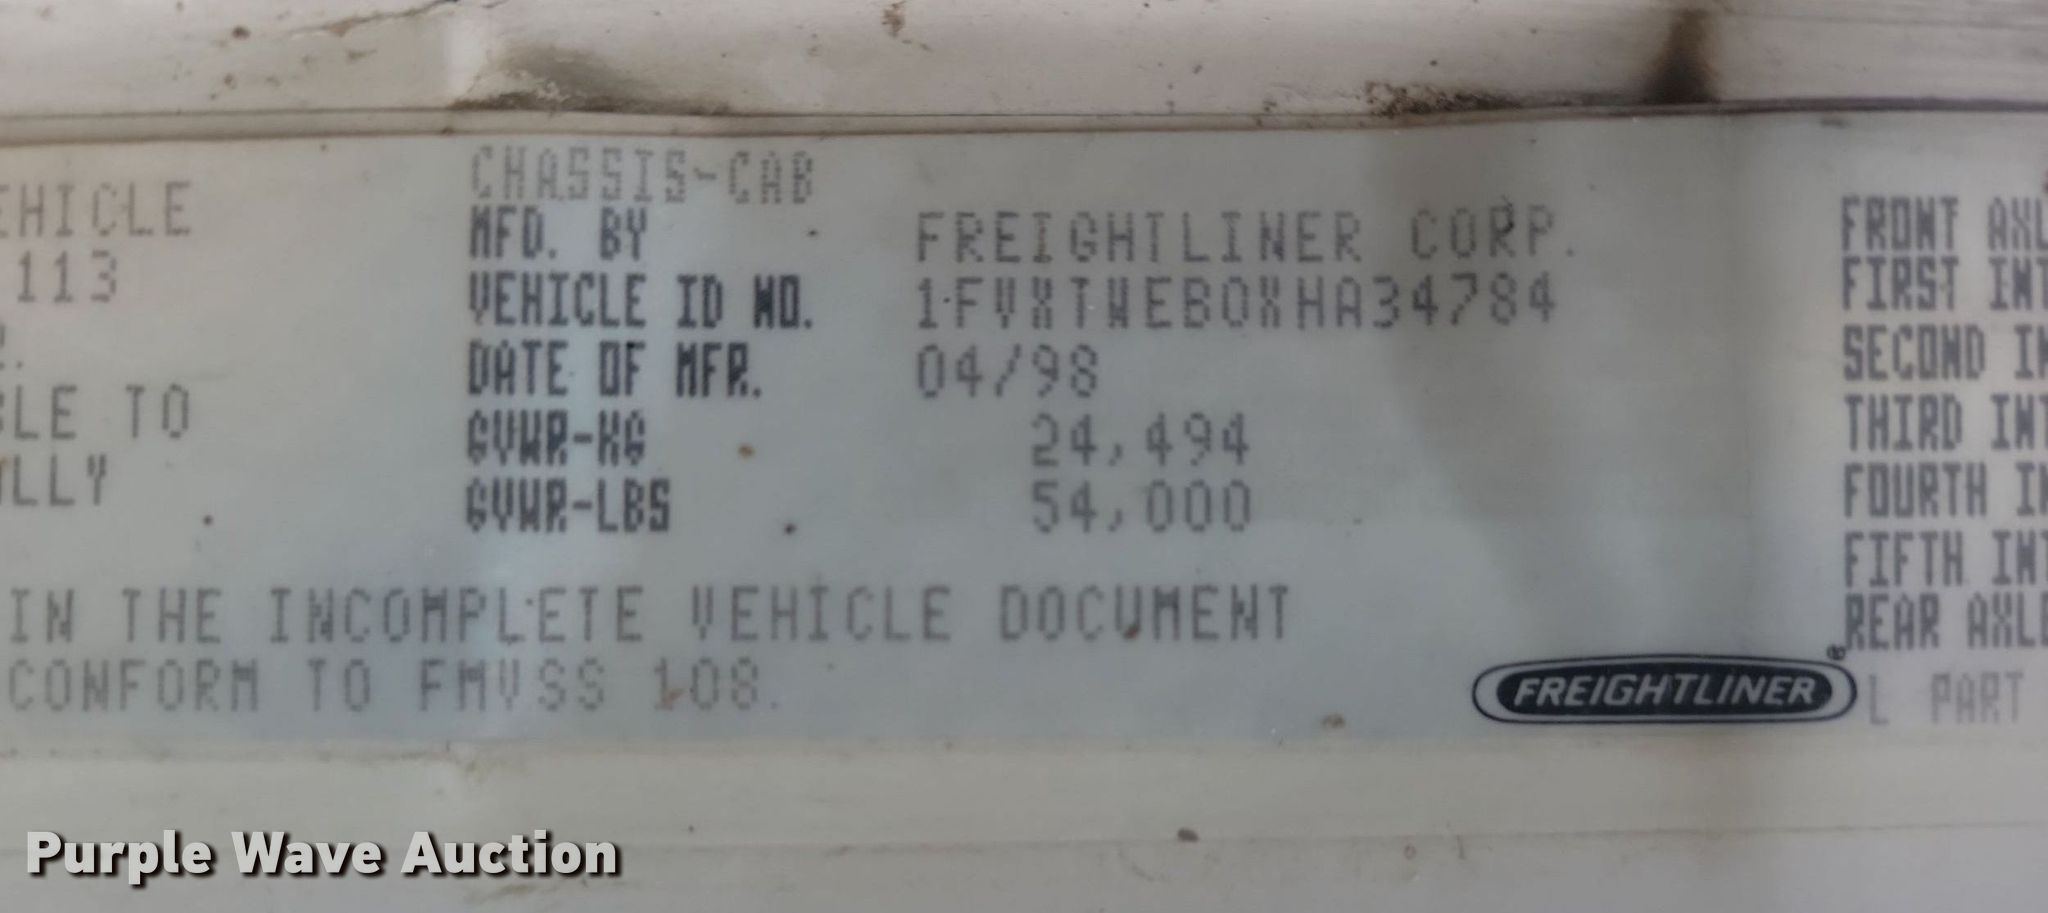 EHICLE
113
LE TO
LLY
CHASSIS-CAB
MFD. BY FREIGHTLINER CORP.
VEHICLE ID NO. 1FVXTWEB0XHA34784
DATE OF MFR. 04/98
GVWR-KG 24,494
GVWR-LBS 54,000
IN THE INCOMPLETE VEHICLE DOCUMENT
CONFORM TO FMVSS 108.
FREIGHTLINER®
FRONT AXL
FIRST INT
SECOND IN
THIRD INT
FOURTH IN
FIFTH INT
REAR AXLE
L PART
Purple Wave Auction